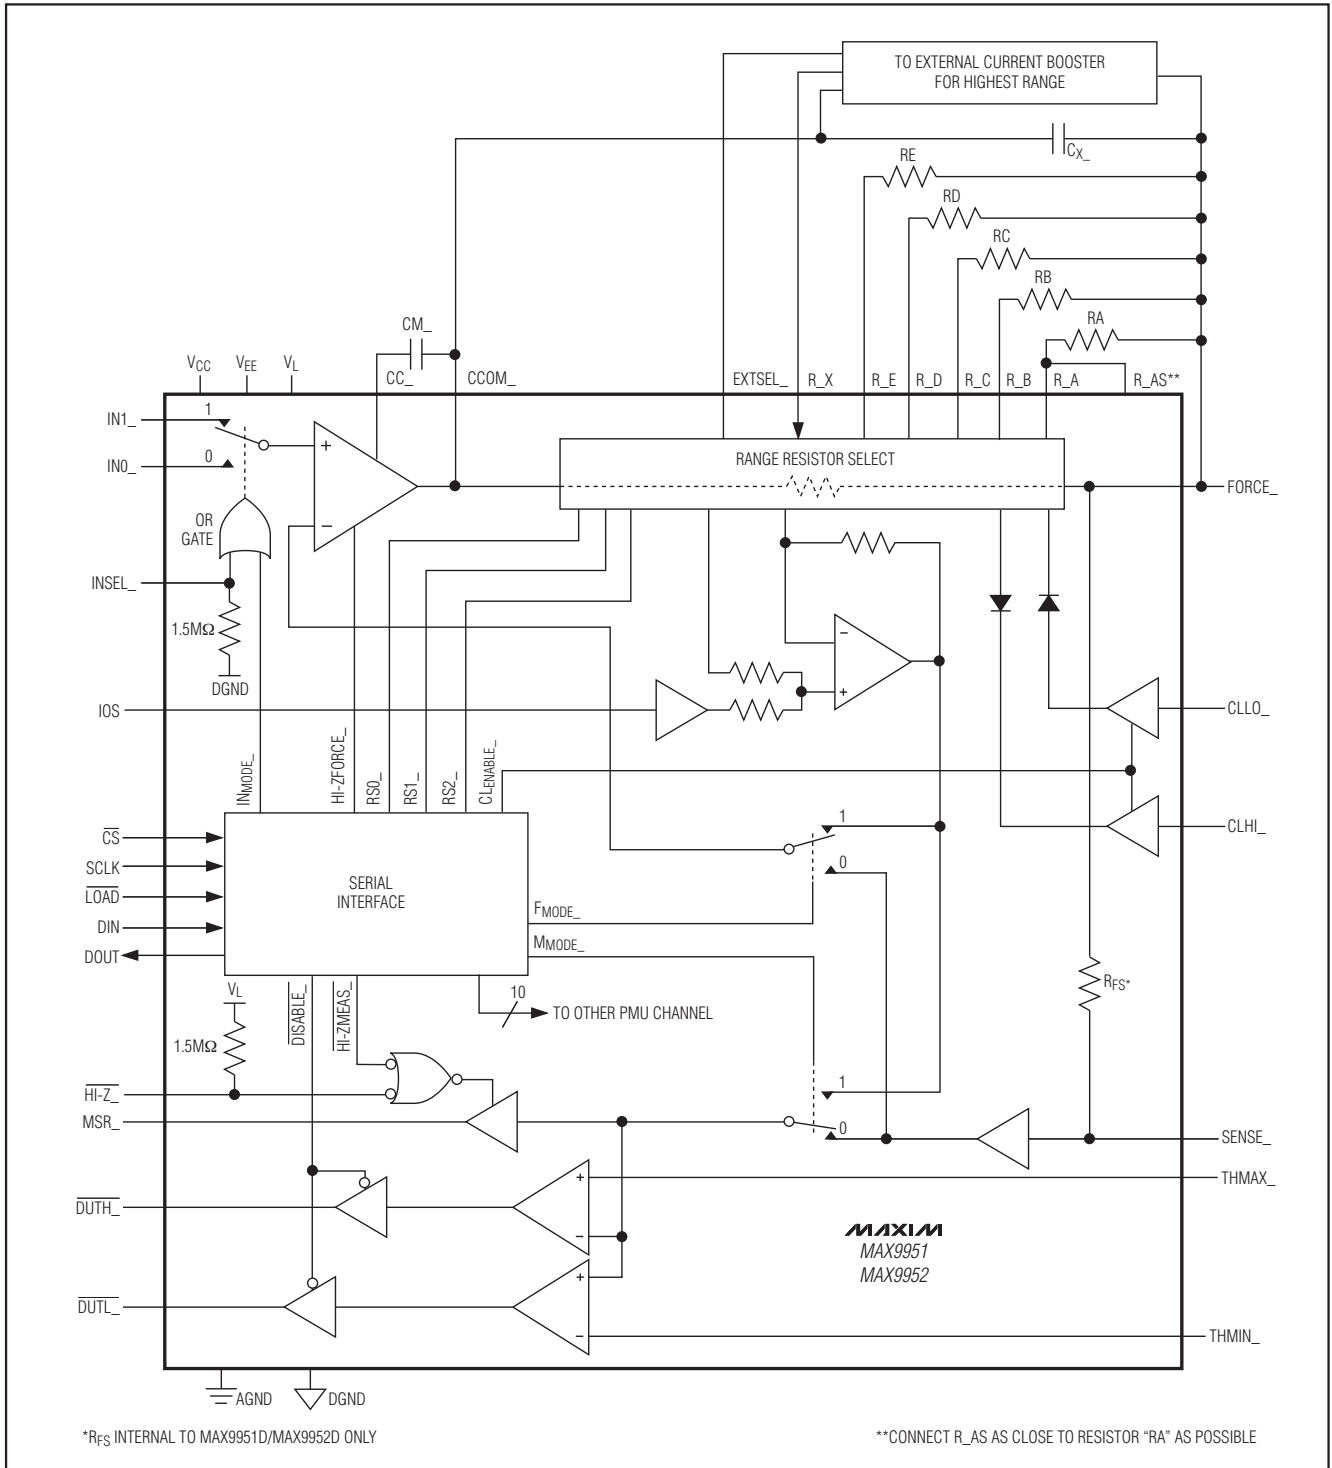 TO EXTERNAL CURRENT BOOSTER
FOR HIGHEST RANGE
CX_
RE
RD
RC
RB
RA
CM_
VCC VEE VL
CC_ CCOM_
EXTSEL_ R_X R_E R_D R_C R_B R_A R_AS**
IN1_
1
IN0_
0
+
−
RANGE RESISTOR SELECT
FORCE_
OR
GATE
INSEL_
1.5MΩ
DGND
−
+
IOS
CLLO_
INMODE_
HI-ZFORCE_
RS0_
RS1_
RS2_
CLENABLE_
1
0
CLHI_
CS
SCLK
LOAD
DIN
DOUT
SERIAL
INTERFACE
FMODE_
MMODE_
RFS*
VL
1.5MΩ
DISABLE_
HI-ZMEAS_
10
TO OTHER PMU CHANNEL
HI-Z_
MSR_
1
0
SENSE_
THMAX_
DUTH_
+
−
MAXIM
MAX9951
MAX9952
DUTL_
+
−
THMIN_
AGND DGND
*RFS INTERNAL TO MAX9951D/MAX9952D ONLY
**CONNECT R_AS AS CLOSE TO RESISTOR “RA” AS POSSIBLE